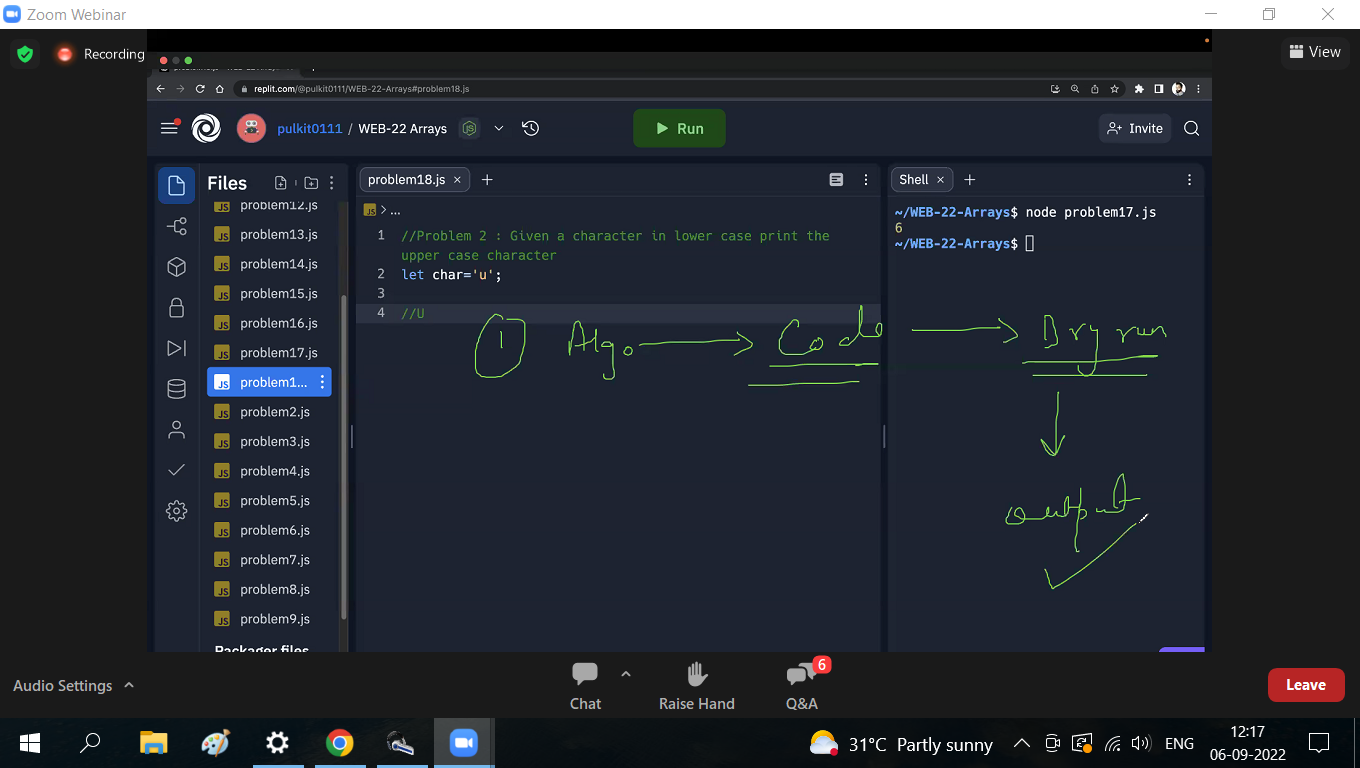 Zoom Webinar
Recording
View
replit.com/@pulkit0111/WEB-22-Arrays#problem18.js
pulkit0111 / WEB-22 Arrays
Run
Invite
Files
problem12.js
problem13.js
problem14.js
problem15.js
problem16.js
problem17.js
problem1...
problem2.js
problem3.js
problem4.js
problem5.js
problem6.js
problem7.js
problem8.js
problem9.js
Packager files
problem18.js
JS > ...
1 //Problem 2 : Given a character in lower case print the
upper case character
2 let char='u';
3
4 //U
Shell
~/WEB-22-Arrays$ node problem17.js
6
~/WEB-22-Arrays$
1 Algo Code Dry run
output
Audio Settings
Chat
Raise Hand
6
Q&A
Leave
31°C Partly sunny
ENG
12:17
06-09-2022